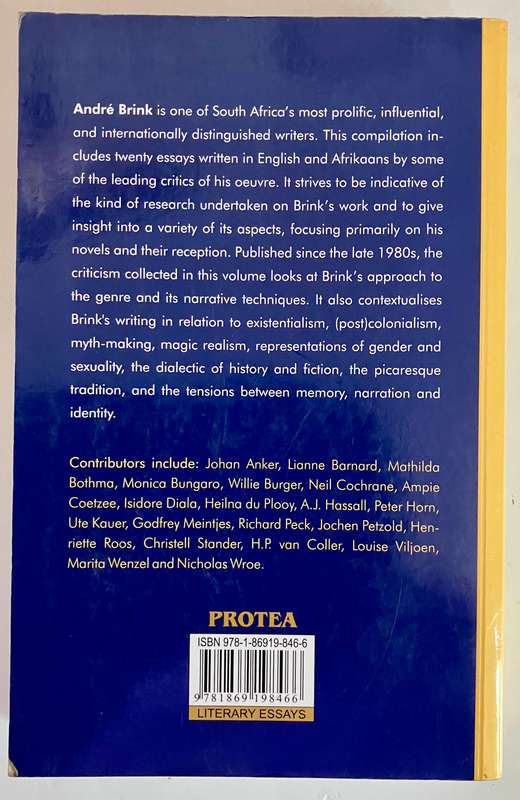 André Brink is one of South Africa's most prolific, influential,
and internationally distinguished writers. This compilation in-
cludes twenty essays written in English and Afrikaans by some
of the leading critics of his oeuvre. It strives to be indicative of
the kind of research undertaken on Brink's work and to give
insight into a variety of its aspects, focusing primarily on his
novels and their reception. Published since the late 1980s, the
criticism collected in this volume looks at Brink's approach to
the genre and its narrative techniques. It also contextualises
Brink's writing in relation to existentialism, (post)colonialism,
myth-making, magic realism, representations of gender and
sexuality, the dialectic of history and fiction, the picaresque
tradition, and the tensions between memory, narration and
identity.
Contributors include: Johan Anker, Lianne Barnard, Mathilda
Bothma, Monica Bungaro, Willie Burger, Neil Cochrane, Ampie
Coetzee, Isidore Diala, Heilna du Plooy, A.J. Hassall, Peter Horn,
Ute Kauer, Godfrey Meintjes, Richard Peck, Jochen Petzold, Hen-
riette Roos, Christell Stander, H.P. van Coller, Louise Viljoen,
Marita Wenzel and Nicholas Wroe.
PROTEA
ISBN 978-1-86919-846-6
9 781869 198466
LITERARY ESSAYS